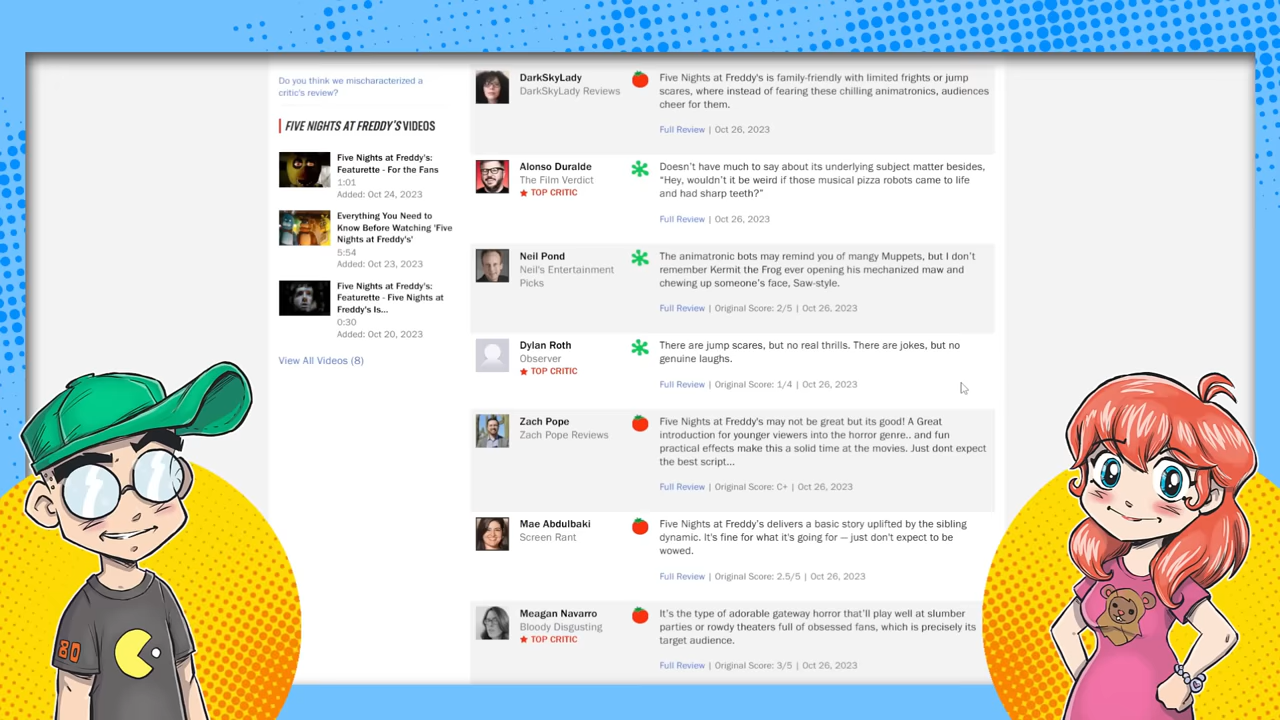 Do you think we mischaracterized a
critic's review?
FIVE NIGHTS AT FREDDY'S VIDEOS
Five Nights at Freddy's:
Featurette - For the Fans
1:01
Added: Oct 24, 2023
Everything You Need to
Know Before Watching 'Five
Nights at Freddy's'
5:54
Added: Oct 23, 2023
Five Nights at Freddy's:
Featurette - Five Nights at
Freddy's Is...
0:30
Added: Oct 20, 2023
View All Videos (8)
DarkSkyLady
DarkSkyLady Reviews
Five Nights at Freddy's is family-friendly with limited frights or jump
scares, where instead of fearing these chilling animatronics, audiences
cheer for them.
Full Review | Oct 26, 2023
Alonso Duralde
The Film Verdict
TOP CRITIC
Doesn't have much to say about its underlying subject matter besides,
“Hey, wouldn't it be weird if those musical pizza robots came to life
and had sharp teeth?”
Full Review | Oct 26, 2023
Neil Pond
Neil's Entertainment
Picks
The animatronic bots may remind you of mangy Muppets, but I don't
remember Kermit the Frog ever opening his mechanized maw and
chewing up someone's face, Saw-style.
Full Review | Original Score: 2/5 | Oct 26, 2023
Dylan Roth
Observer
TOP CRITIC
There are jump scares, but no real thrills. There are jokes, but no
genuine laughs.
Full Review | Original Score: 1/4 | Oct 26, 2023
Zach Pope
Zach Pope Reviews
Five Nights at Freddy's may not be great but its good! A Great
introduction for younger viewers into the horror genre.. and fun
practical effects make this a solid time at the movies. Just dont expect
the best script...
Full Review | Original Score: C+ | Oct 26, 2023
Mae Abdulbaki
Screen Rant
Five Nights at Freddy's delivers a basic story uplifted by the sibling
dynamic. It's fine for what it's going for — just don't expect to be
wowed.
Full Review | Original Score: 2.5/5 | Oct 26, 2023
Meagan Navarro
Bloody Disgusting
TOP CRITIC
It's the type of adorable gateway horror that'll play well at slumber
parties or rowdy theaters full of obsessed fans, which is precisely its
target audience.
Full Review | Original Score: 3/5 | Oct 26, 2023
80